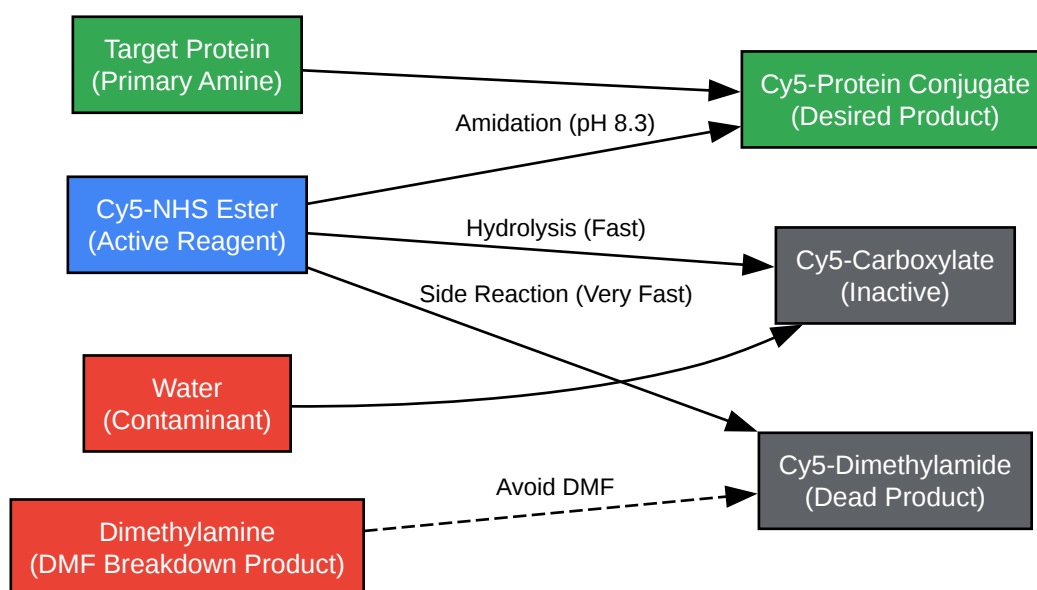 Target Protein
(Primary Amine)
Cy5-Protein Conjugate
(Desired Product)
Amidation (pH 8.3)
Cy5-NHS Ester
(Active Reagent)
Hydrolysis (Fast)
Cy5-Carboxylate
(Inactive)
Side Reaction (Very Fast)
Water
(Contaminant)
Cy5-Dimethylamide
(Dead Product)
Avoid DMF
Dimethylamine
(DMF Breakdown Product)